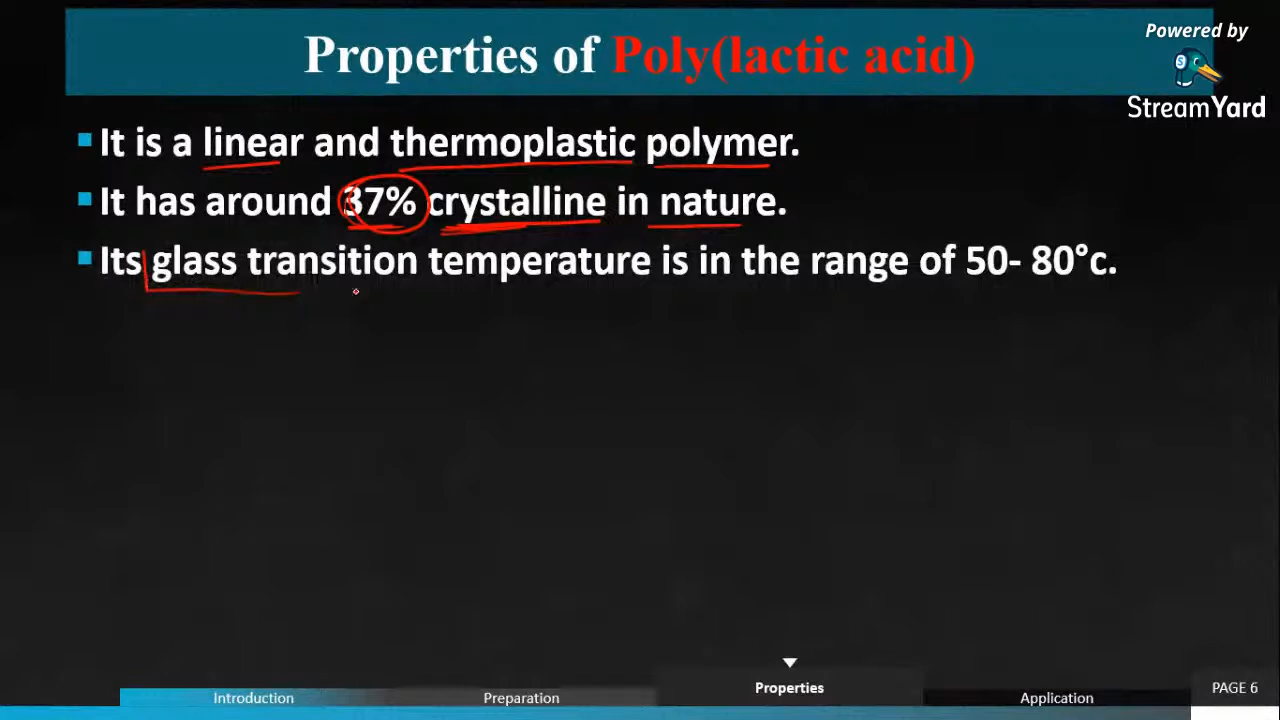 Properties of Poly(lactic acid)
Powered by
StreamYard
It is a linear and thermoplastic polymer.
It has around 37% crystalline in nature.
Its glass transition temperature is in the range of 50- 80°c.
Introduction
Preparation
Properties
Application
PAGE 6